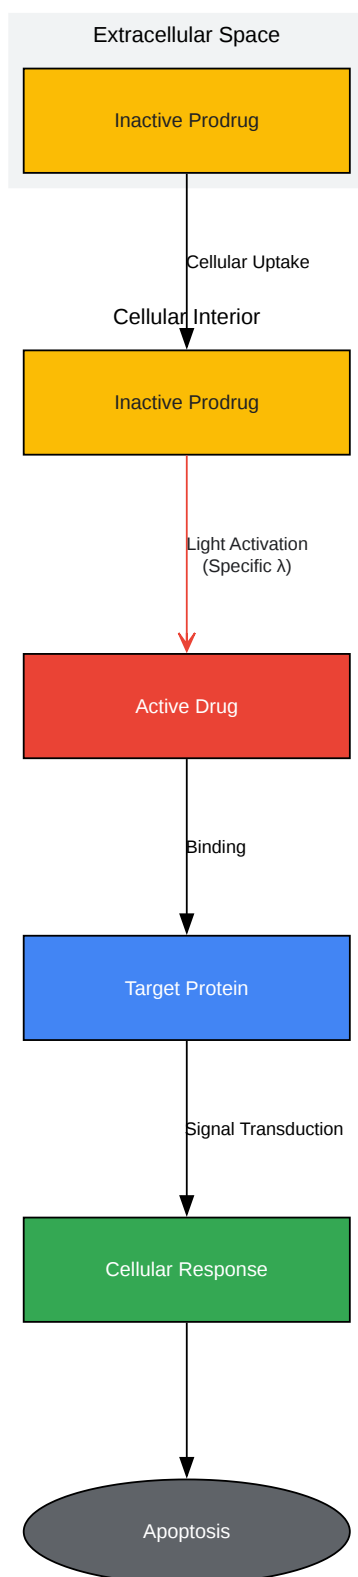 Extracellular Space
Inactive Prodrug
Cellular Uptake
Cellular Interior
Inactive Prodrug
Light Activation
(Specific λ)
Active Drug
Binding
Target Protein
Signal Transduction
Cellular Response
Apoptosis